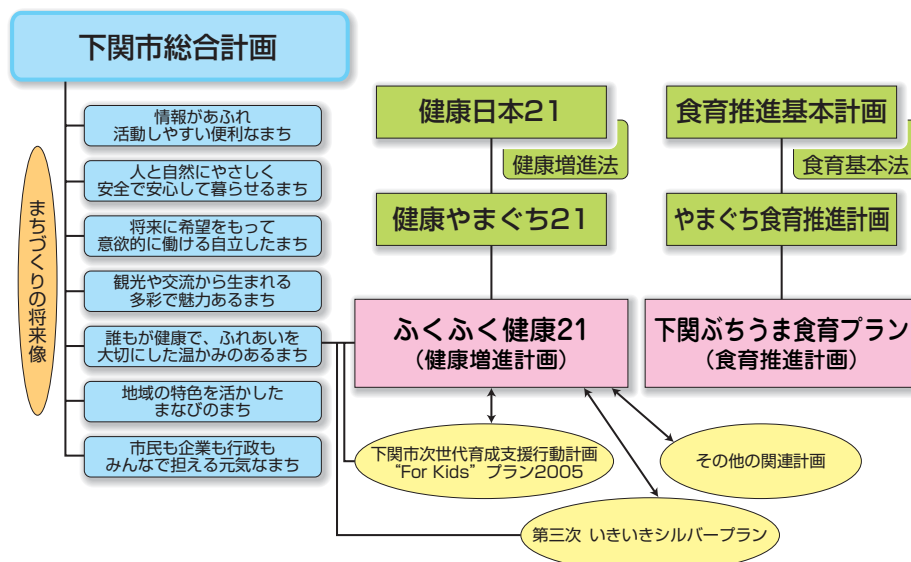 下関市総合計画
まちづくりの将来像
情報があふれ
活動しやすい便利なまち
人と自然にやさしく
安全で安心して暮らせるまち
将来に希望をもって
意欲的に働ける自立したまち
観光や交流から生まれる
多彩で魅力あるまち
誰もが健康で、ふれあいを
大切にした温かみのあるまち
地域の特色を活かした
まなびのまち
市民も企業も行政も
みんなで担える元気なまち
健康日本21
健康増進法
健康やまぐち21
ふくふく健康21
（健康増進計画）
食育推進基本計画
食育基本法
やまぐち食育推進計画
下関ぶちうま食育プラン
（食育推進計画）
下関市次世代育成支援行動計画
“For Kids”プラン2005
その他の関連計画
第三次 いきいきシルバープラン